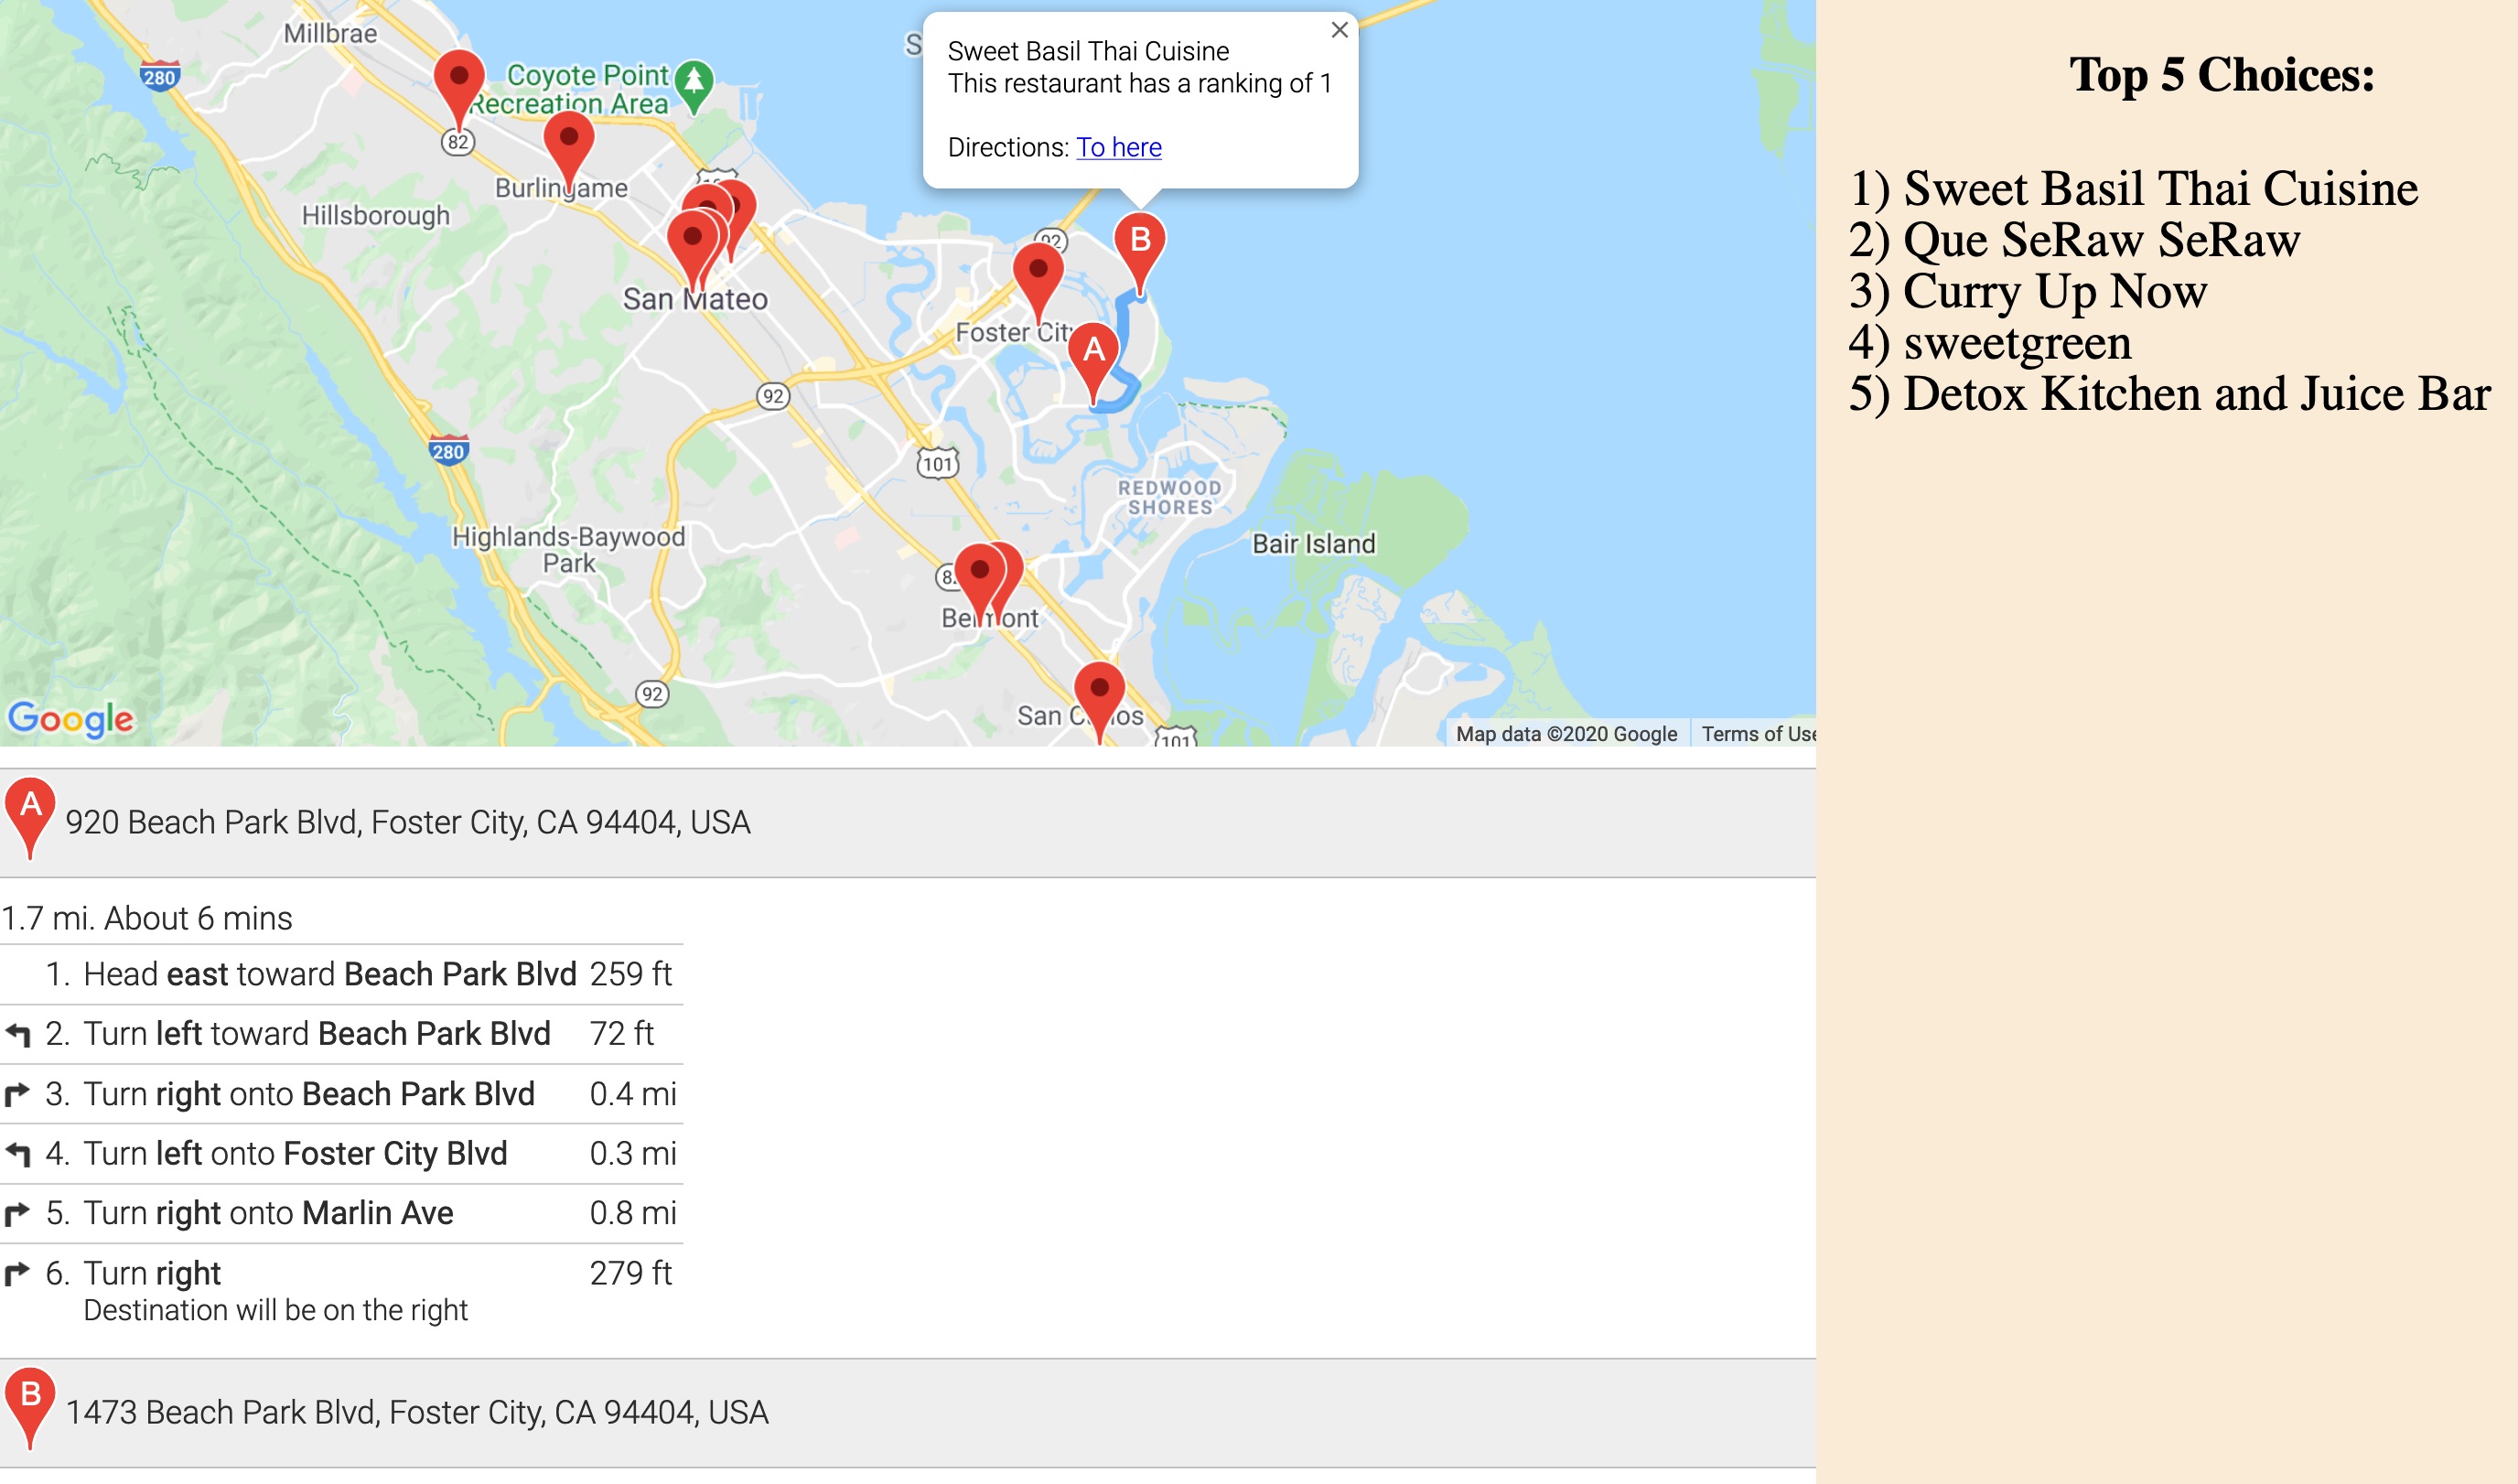 Millbrae
280
Coyote Point
Recreation Area
82
Burlingame
Hillsborough
San Mateo
S
Sweet Basil Thai Cuisine
This restaurant has a ranking of 1
Directions: To here
92
B
Foster City
A
92
280
101
REDWOOD
SHORES
Highlands-Baywood
Park
Bair Island
Belmont
92
San Carlos
101
Google
Map data ©2020 Google
Terms of Use
Top 5 Choices:
1) Sweet Basil Thai Cuisine
2) Que SeRaw SeRaw
3) Curry Up Now
4) sweetgreen
5) Detox Kitchen and Juice Bar
A 920 Beach Park Blvd, Foster City, CA 94404, USA
1.7 mi. About 6 mins
1. Head east toward Beach Park Blvd 259 ft
2. Turn left toward Beach Park Blvd 72 ft
3. Turn right onto Beach Park Blvd 0.4 mi
4. Turn left onto Foster City Blvd 0.3 mi
5. Turn right onto Marlin Ave 0.8 mi
6. Turn right 279 ft
Destination will be on the right
B 1473 Beach Park Blvd, Foster City, CA 94404, USA